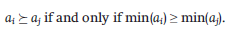 aᵢ ⪰ aⱼ if and only if min(aᵢ) ≥ min(aⱼ).